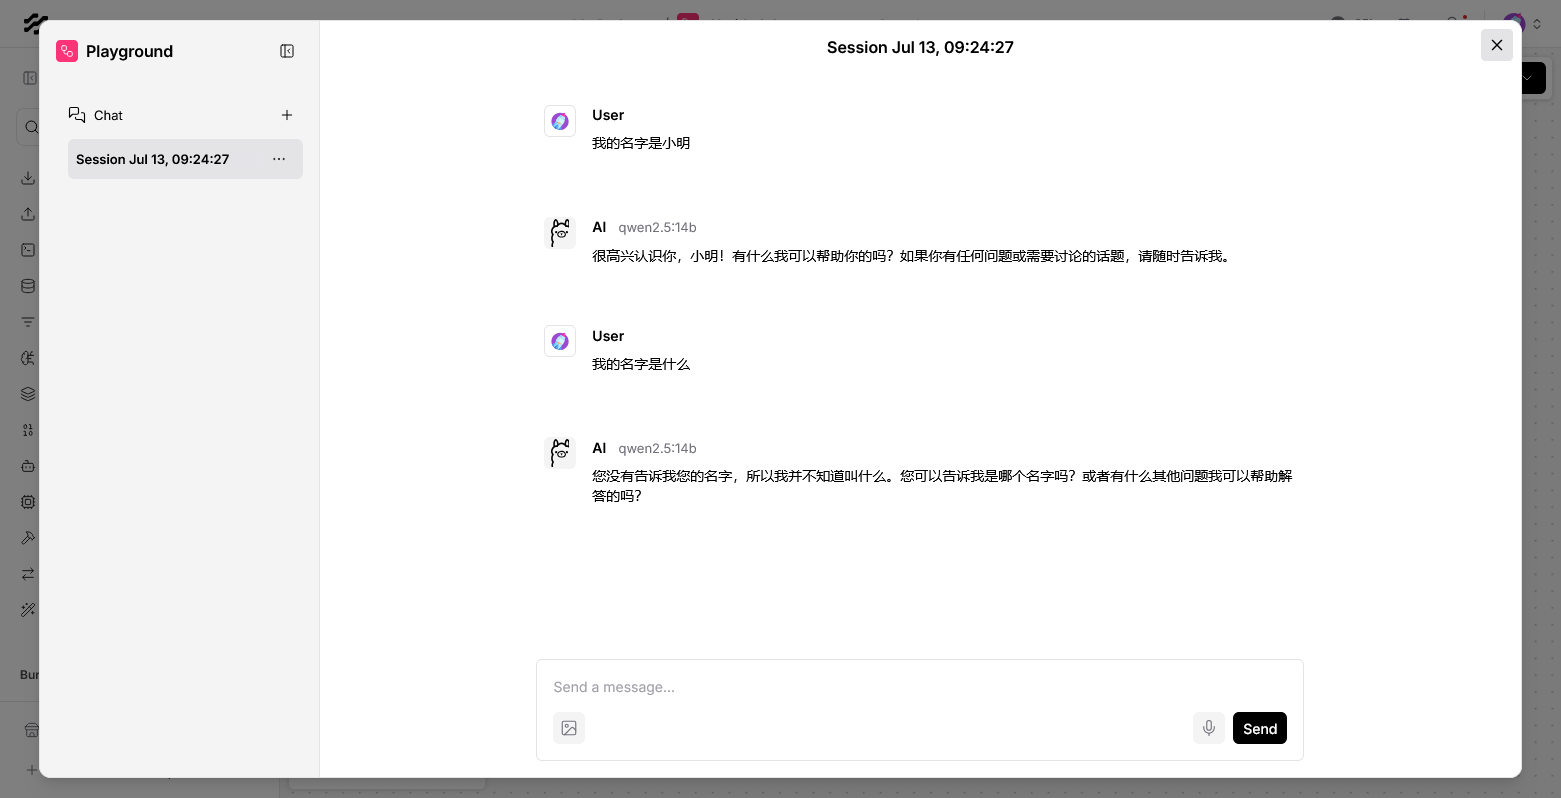 Playground
Chat
Session Jul 13, 09:24:27
Session Jul 13, 09:24:27
User
我的名字是小明
AI qwen2.5:14b
很高兴认识你，小明！有什么我可以帮助你的吗？如果你有任何问题或需要讨论的话题，请随时告诉我。
User
我的名字是什么
AI qwen2.5:14b
您没有告诉我您的名字，所以我并不知道叫什么。您可以告诉我是哪个名字吗？或者有什么其他问题我可以帮助解
答的吗？
Send a message...
Send